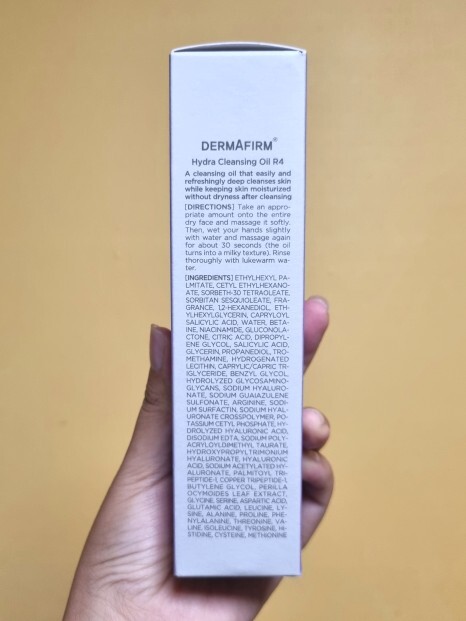 DERMAFIRM®
Hydra Cleansing Oil R4
A cleansing oil that easily and
refreshingly deep cleanses skin
while keeping skin moisturized
without dryness after cleansing
[DIRECTIONS] Take an appro-
priate amount onto the entire
dry face and massage it softly.
Then, wet your hands slightly
with water and massage again
for about 30 seconds (the oil
turns into a milky texture). Rinse
thoroughly with lukewarm wa-
ter.
[INGREDIENTS] ETHYLHEXYL PA-
LMITATE, CETYL ETHYLHEXANO-
ATE, SORBETH-30 TETRAOLEATE,
SORBITAN SESQUIOLEATE, FRA-
GRANCE, 1,2-HEXANEDIOL, ETH-
YLHEXYLGLYCERIN, CAPRYLOYL
SALICYLIC ACID, WATER, BETA-
INE, NIACINAMIDE, GLUCONOLA-
CTONE, CITRIC ACID, DIPROPYL-
ENE GLYCOL, SALICYLIC ACID,
GLYCERIN, PROPANEDIOL, TRO-
METHAMINE, HYDROGENATED
LECITHIN, CAPRYLIC/CAPRIC TR-
IGLYCERIDE, BENZYL GLYCOL,
HYDROLYZED GLYCOSAMINO-
GLYCANS, SODIUM HYALURO-
NATE, SODIUM GUAIAZULENE
SULFONATE, ARGININE, SODI-
UM SURFACTIN, SODIUM HYAL-
URONATE CROSSPOLYMER, PO-
TASSIUM CETYL PHOSPHATE, HY-
DROLYZED HYALURONIC ACID,
DISODIUM EDTA, SODIUM POLY-
ACRYLOYLDIMETHYL TAURATE,
HYDROXYPROPYLTRIMONIUM
HYALURONATE, HYALURONIC
ACID, SODIUM ACETYLATED HY-
ALURONATE, PALMITOYL TRI-
PEPTIDE-1, COPPER TRIPEPTIDE-1,
BUTYLENE GLYCOL, PERILLA
OCYMOIDES LEAF EXTRACT,
GLYCINE, SERINE, ASPARTIC ACID,
GLUTAMIC ACID, LEUCINE, LY-
SINE, ALANINE, PROLINE, PHE-
NYLALANINE, THREONINE, VA-
LINE, ISOLEUCINE, TYROSINE, HI-
STIDINE, CYSTEINE, METHIONINE